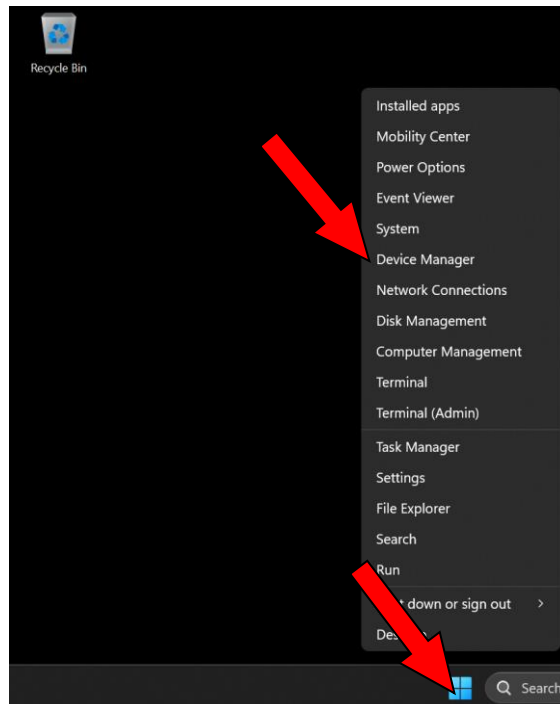 Recycle Bin
Installed apps
Mobility Center
Power Options
Event Viewer
System
Device Manager
Network Connections
Disk Management
Computer Management
Terminal
Terminal (Admin)
Task Manager
Settings
File Explorer
Search
Run
down or sign out
Search